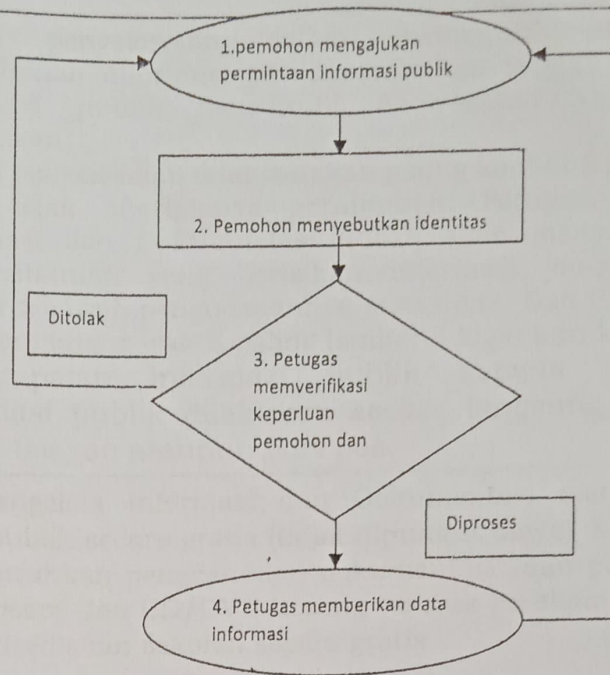 1.pemohon mengajukan
permintaan informasi publik
2. Pemohon menyebutkan identitas
Ditolak
3. Petugas
memverifikasi
keperluan
pemohon dan
Diproses
4. Petugas memberikan data
informasi